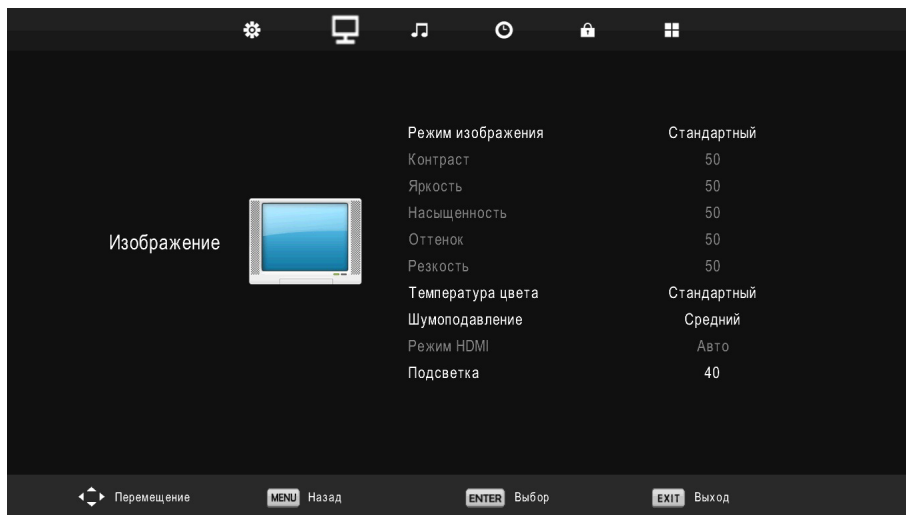 Режим изображения Стандартный
Контраст 50
Яркость 50
Насыщенность 50
Изображение
Оттенок 50
Резкость 50
Температура цвета Стандартный
Шумоподавление Средний
Режим HDMI Авто
Подсветка 40
Перемещение MENU Назад ENTER Выбор EXIT Выход